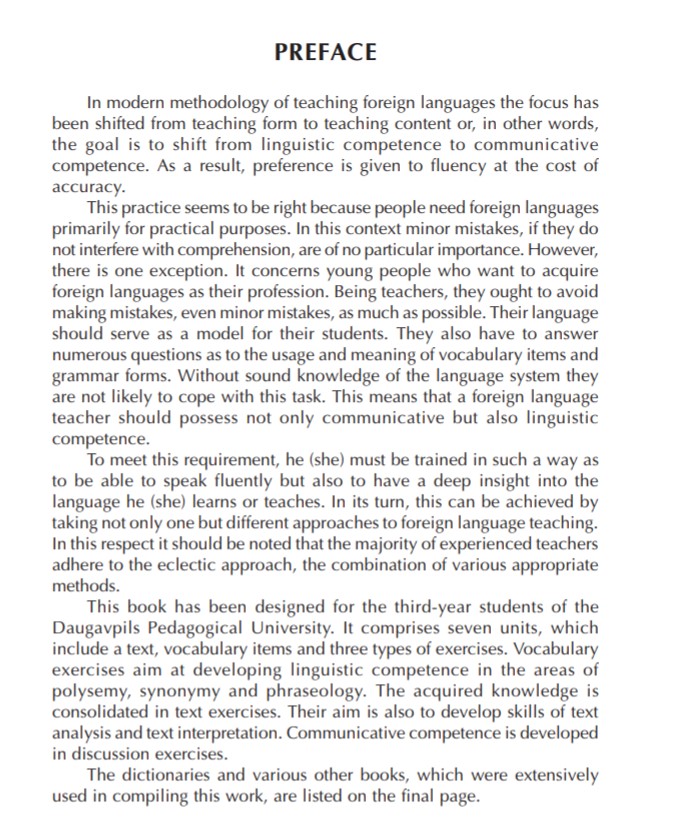 PREFACE
In modern methodology of teaching foreign languages the focus has
been shifted from teaching form to teaching content or, in other words,
the goal is to shift from linguistic competence to communicative
competence. As a result, preference is given to fluency at the cost of
accuracy.
This practice seems to be right because people need foreign languages
primarily for practical purposes. In this context minor mistakes, if they do
not interfere with comprehension, are of no particular importance. However,
there is one exception. It concerns young people who want to acquire
foreign languages as their profession. Being teachers, they ought to avoid
making mistakes, even minor mistakes, as much as possible. Their language
should serve as a model for their students. They also have to answer
numerous questions as to the usage and meaning of vocabulary items and
grammar forms. Without sound knowledge of the language system they
are not likely to cope with this task. This means that a foreign language
teacher should possess not only communicative but also linguistic
competence.
To meet this requirement, he (she) must be trained in such a way as
to be able to speak fluently but also to have a deep insight into the
language he (she) learns or teaches. In its turn, this can be achieved by
taking not only one but different approaches to foreign language teaching.
In this respect it should be noted that the majority of experienced teachers
adhere to the eclectic approach, the combination of various appropriate
methods.
This book has been designed for the third-year students of the
Daugavpils Pedagogical University. It comprises seven units, which
include a text, vocabulary items and three types of exercises. Vocabulary
exercises aim at developing linguistic competence in the areas of
polysemy, synonymy and phraseology. The acquired knowledge is
consolidated in text exercises. Their aim is also to develop skills of text
analysis and text interpretation. Communicative competence is developed
in discussion exercises.
The dictionaries and various other books, which were extensively
used in compiling this work, are listed on the final page.